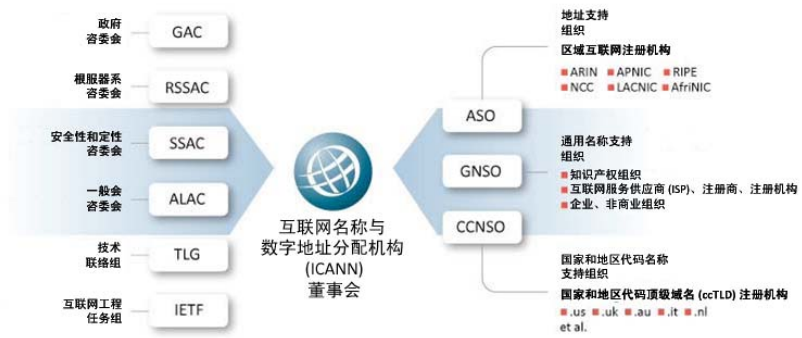 政府
咨委会
GAC
根服器系
咨委会
RSSAC
安全性和定性
咨委会
SSAC
一般会
咨委会
ALAC
技术
联络组
TLG
互联网工程
任务组
IETF
互联网名称与
数字地址分配机构
(ICANN)
董事会
地址支持
组织
区域互联网注册机构
ARIN APNIC RIPE
NCC LACNIC AfriNIC
ASO
通用名称支持
组织
知识产权组织
互联网服务供应商 (ISP)、注册商、注册机构
企业、非商业组织
GNSO
CCNSO
国家和地区代码名称
支持组织
国家和地区代码顶级域名 (ccTLD) 注册机构
.us .uk .au .it .nl
et al.